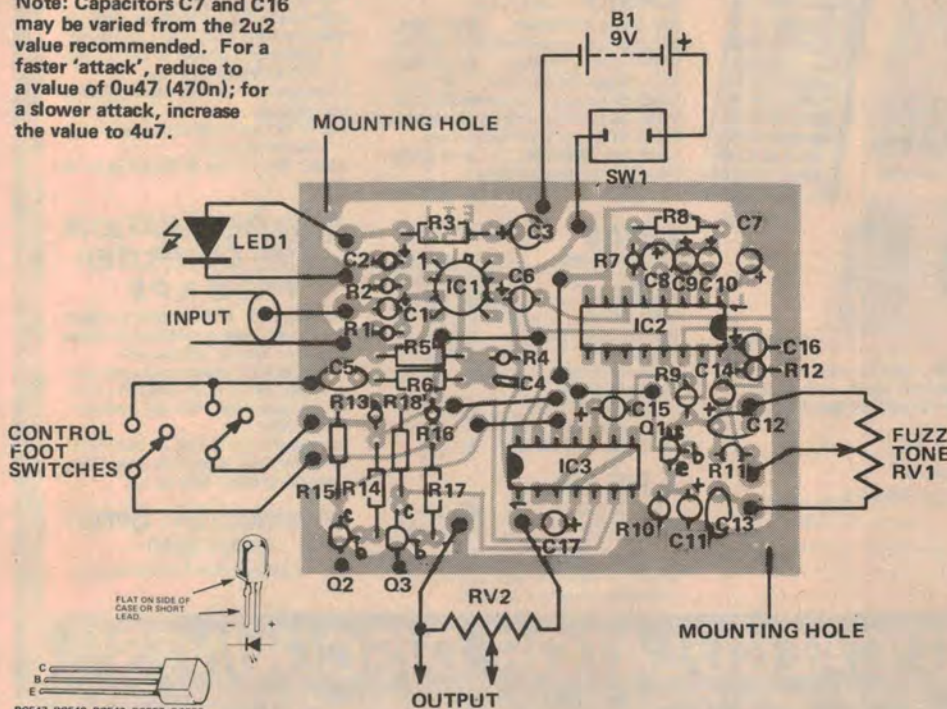 Note: Capacitors C7 and C16
may be varied from the 2u2
value recommended. For a
faster 'attack', reduce to
a value of 0u47 (470n); for
a slower attack, increase
the value to 4u7.
B1
9V
+
MOUNTING HOLE
SW1
LED1
R3
+
C3
R8
C7
C2
+
1
IC1
C6
+
R7
+
+
+
C8
C9
C10
+
R2
+
C1
INPUT
R1
IC2
1
+
C16
R5
R4
R12
C5
R6
C4
R9
C14
R13
R18
+
C15
+
C12
CONTROL
FOOT
SWITCHES
R16
Q1
c
b
e
R11
FUZZ
TONE
RV1
IC3
R15
R14
R17
1
+
C17
R10
+
C11
C13
c
b
c
b
Q2
Q3
RV2
FLAT ON SIDE OF
CASE OR SHORT
LEAD.
- +
MOUNTING HOLE
C
B
E
OUTPUT